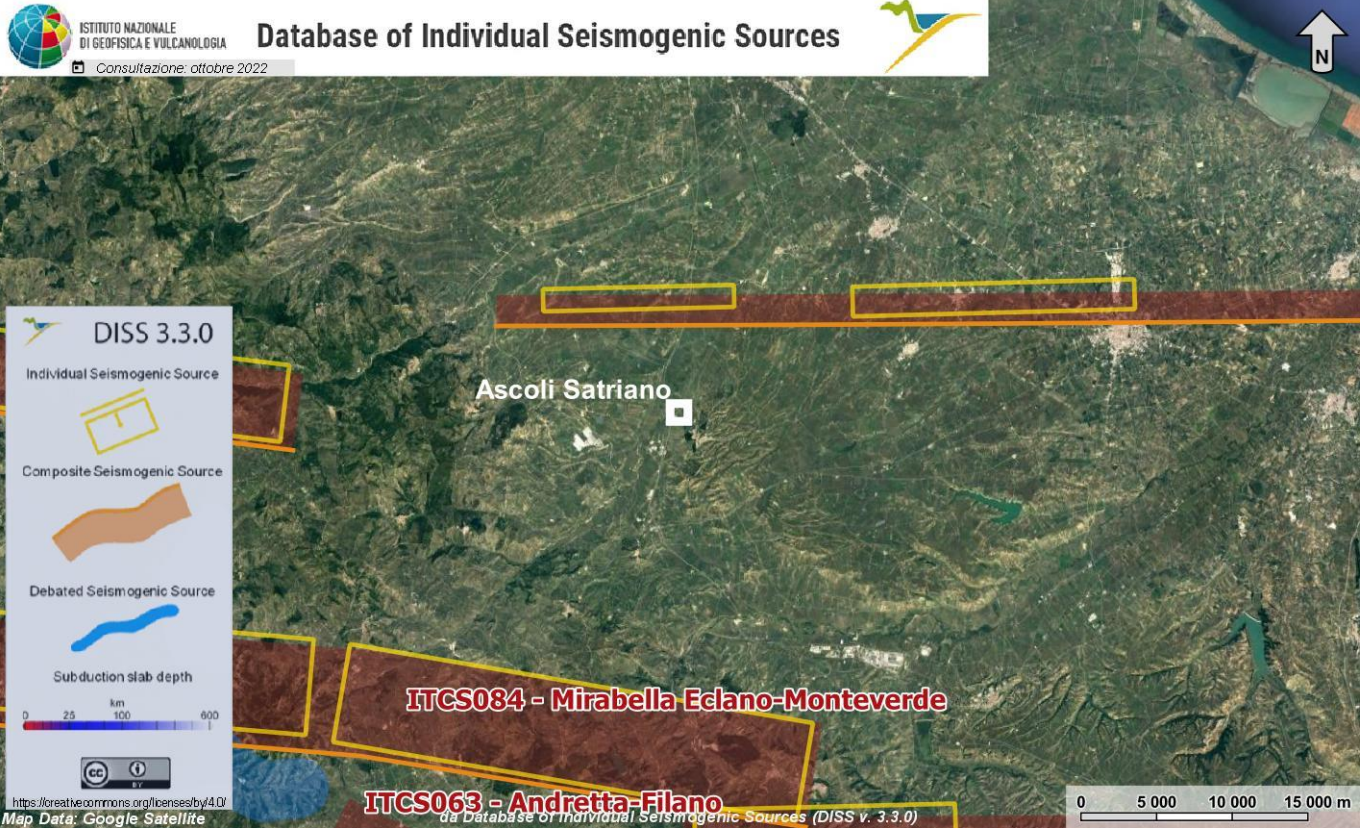 ISTITUTO NAZIONALE
DI GEOFISICA E VULCANOLOGIA
Database of Individual Seismogenic Sources
Consultazione: ottobre 2022
N
DISS 3.3.0
Individual Seismogenic Source
Composite Seismogenic Source
Debated Seismogenic Source
Subduction slab depth
km
0 25 100 600
cc BY
https://creativecommons.org/licenses/by/4.0/
Map Data: Google Satellite
Ascoli Satriano
ITCS084 - Mirabella Eclano-Monteverde
ITCS063 - Andretta-Filano
da Database of Individual Seismogenic Sources (DISS v. 3.3.0)
0 5 000 10 000 15 000 m